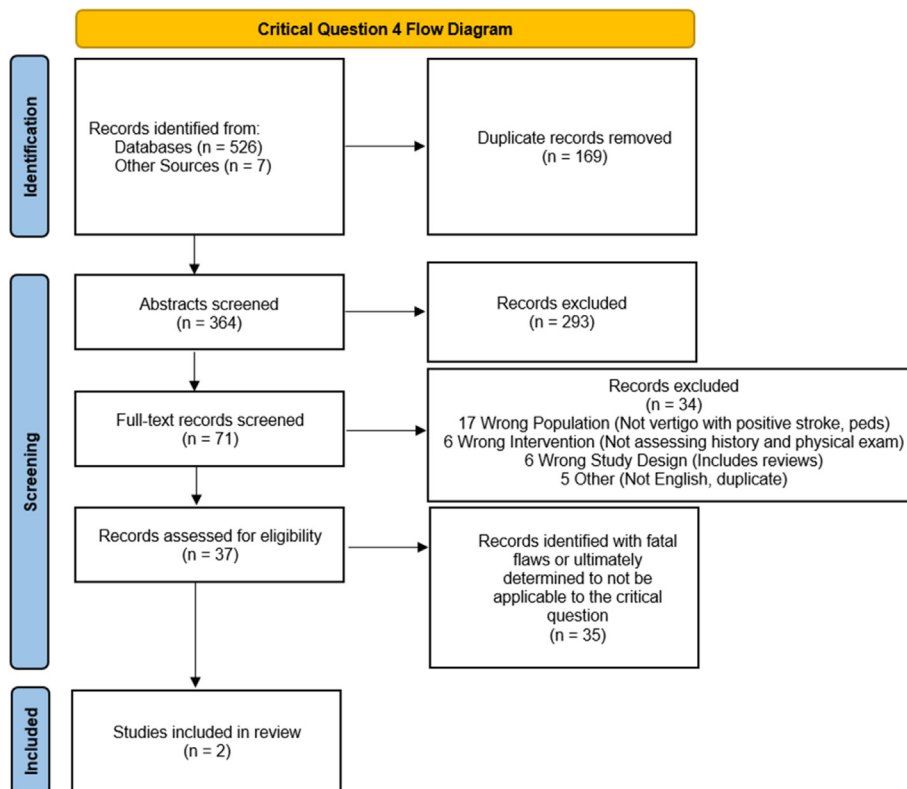 Critical Question 4 Flow Diagram
Identification
Records identified from:
Databases (n = 526)
Other Sources (n = 7)
Duplicate records removed
(n = 169)
Screening
Abstracts screened
(n = 364)
Records excluded
(n = 293)
Full-text records screened
(n = 71)
Records excluded
(n = 34)
17 Wrong Population (Not vertigo with positive stroke, peds)
6 Wrong Intervention (Not assessing history and physical exam)
6 Wrong Study Design (Includes reviews)
5 Other (Not English, duplicate)
Records assessed for eligibility
(n = 37)
Records identified with fatal
flaws or ultimately
determined to not be
applicable to the critical
question
(n = 35)
Included
Studies included in review
(n = 2)